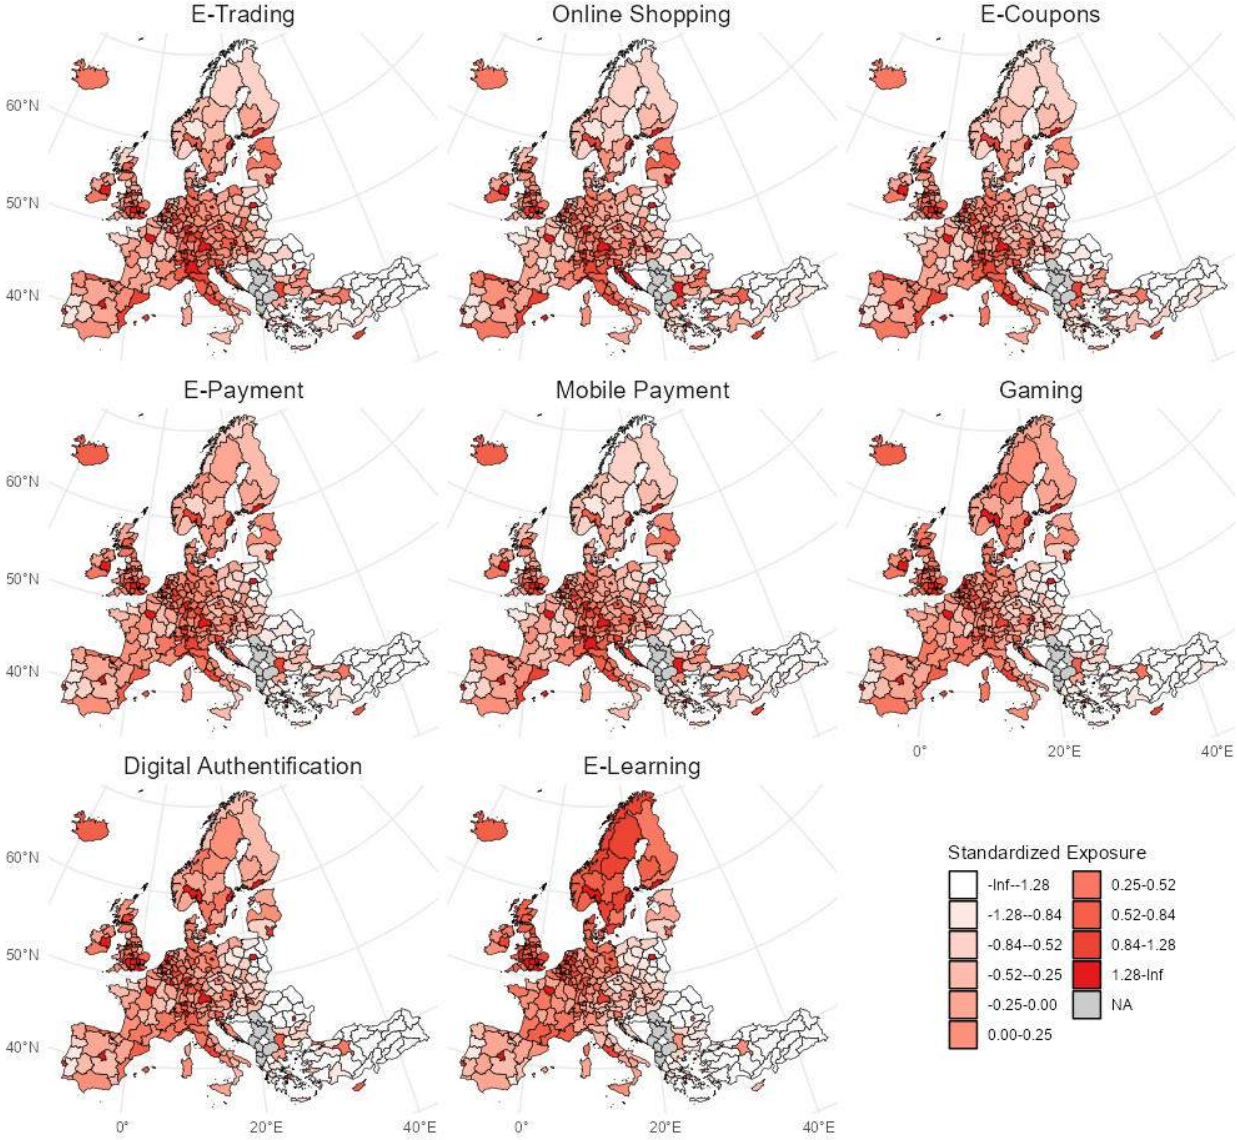 E-Trading Online Shopping E-Coupons
60°N
50°N
40°N
E-Payment Mobile Payment Gaming
60°N
50°N
40°N
0° 20°E 40°E
Digital Authentification E-Learning
60°N
50°N
40°N
0° 20°E 40°E 0° 20°E 40°E
Standardized Exposure
-Inf--1.28 0.25-0.52
-1.28--0.84 0.52-0.84
-0.84--0.52 0.84-1.28
-0.52--0.25 1.28-Inf
-0.25-0.00 NA
0.00-0.25